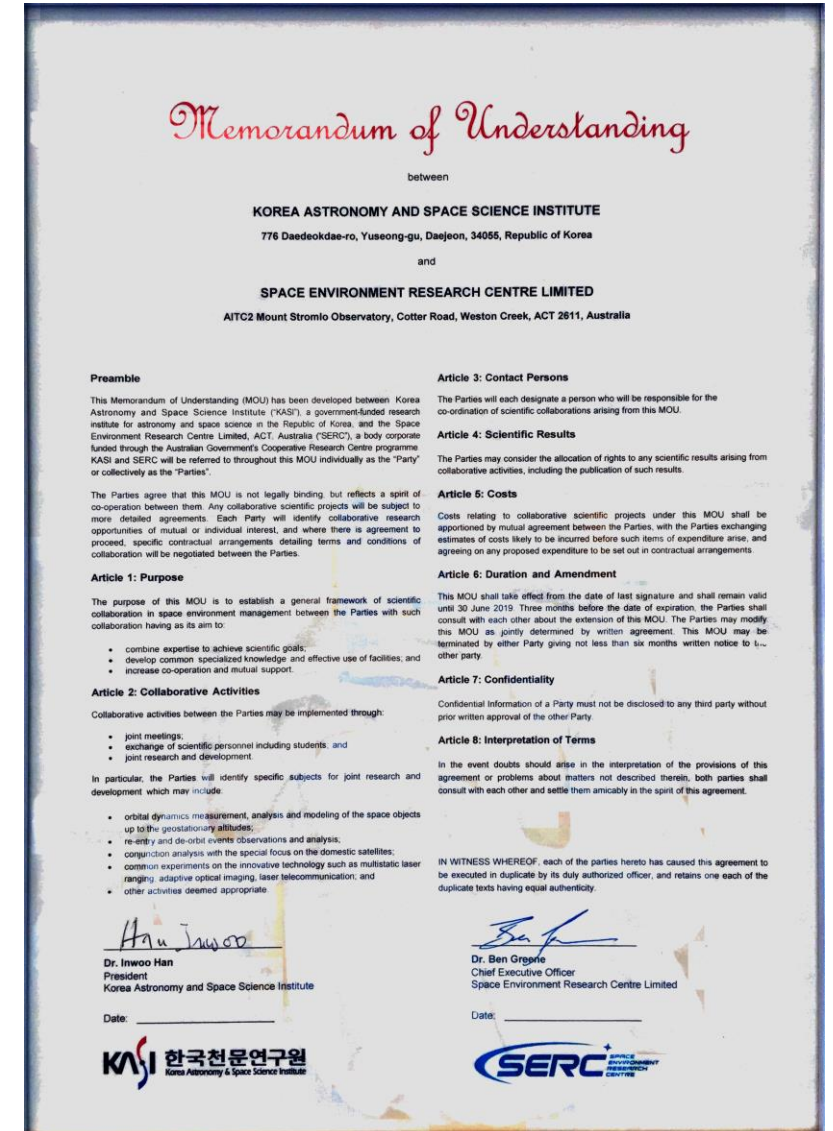 Memorandum of Understanding
between
KOREA ASTRONOMY AND SPACE SCIENCE INSTITUTE
776 Daedeokdae-ro, Yuseong-gu, Daejeon, 34055, Republic of Korea
and
SPACE ENVIRONMENT RESEARCH CENTRE LIMITED
AITC2 Mount Stromlo Observatory, Cotter Road, Weston Creek, ACT 2611, Australia
Preamble
This Memorandum of Understanding (MOU) has been developed between Korea
Astronomy and Space Science Institute ("KASI"), a government-funded research
institute for astronomy and space science in the Republic of Korea, and the Space
Environment Research Centre Limited, ACT, Australia ("SERC"), a body corporate
funded through the Australian Government's Cooperative Research Centre programme.
KASI and SERC will be referred to throughout this MOU individually as the "Party"
or collectively as the "Parties".
The Parties agree that this MOU is not legally binding, but reflects a spirit of
co-operation between them. Any collaborative scientific projects will be subject to
more detailed agreements. Each Party will identify collaborative research
opportunities of mutual or individual interest, and where there is agreement to
proceed, specific contractual arrangements detailing terms and conditions of
collaboration will be negotiated between the Parties.
Article 1: Purpose
The purpose of this MOU is to establish a general framework of scientific
collaboration in space environment management between the Parties with such
collaboration having as its aim to:
• combine expertise to achieve scientific goals;
• develop common specialized knowledge and effective use of facilities; and
• increase co-operation and mutual support.
Article 2: Collaborative Activities
Collaborative activities between the Parties may be implemented through:
• joint meetings;
• exchange of scientific personnel including students; and
• joint research and development.
In particular, the Parties will identify specific subjects for joint research and
development which may include:
• orbital dynamics measurement, analysis and modeling of the space objects
up to the geostationary altitudes;
• re-entry and de-orbit events observations and analysis;
• conjunction analysis with the special focus on the domestic satellites;
• common experiments on the innovative technology such as multistatic laser
ranging, adaptive optical imaging, laser telecommunication; and
• other activities deemed appropriate.
Han Inwoo
Dr. Inwoo Han
President
Korea Astronomy and Space Science Institute
Date:
KASI 한국천문연구원
Korea Astronomy & Space Science Institute
Article 3: Contact Persons
The Parties will each designate a person who will be responsible for the
co-ordination of scientific collaborations arising from this MOU.
Article 4: Scientific Results
The Parties may consider the allocation of rights to any scientific results arising from
collaborative activities, including the publication of such results.
Article 5: Costs
Costs relating to collaborative scientific projects under this MOU shall be
apportioned by mutual agreement between the Parties, with the Parties exchanging
estimates of costs likely to be incurred before such items of expenditure arise, and
agreeing on any proposed expenditure to be set out in contractual arrangements.
Article 6: Duration and Amendment
This MOU shall take effect from the date of last signature and shall remain valid
until 30 June 2019. Three months before the date of expiration, the Parties shall
consult with each other about the extension of this MOU. The Parties may modify
this MOU as jointly determined by written agreement. This MOU may be
terminated by either Party giving not less than six months written notice to
other party.
Article 7: Confidentiality
Confidential Information of a Party must not be disclosed to any third party without
prior written approval of the other Party.
Article 8: Interpretation of Terms
In the event doubts should arise in the interpretation of the provisions of this
agreement or problems about matters not described therein, both parties shall
consult with each other and settle them amicably in the spirit of this agreement.
IN WITNESS WHEREOF, each of the parties hereto has caused this agreement to
be executed in duplicate by its duly authorized officer, and retains one each of the
duplicate texts having equal authenticity.
Dr. Ben Greene
Chief Executive Officer
Space Environment Research Centre Limited
Date:
SERC SPACE
ENVIRONMENT
RESEARCH
CENTRE